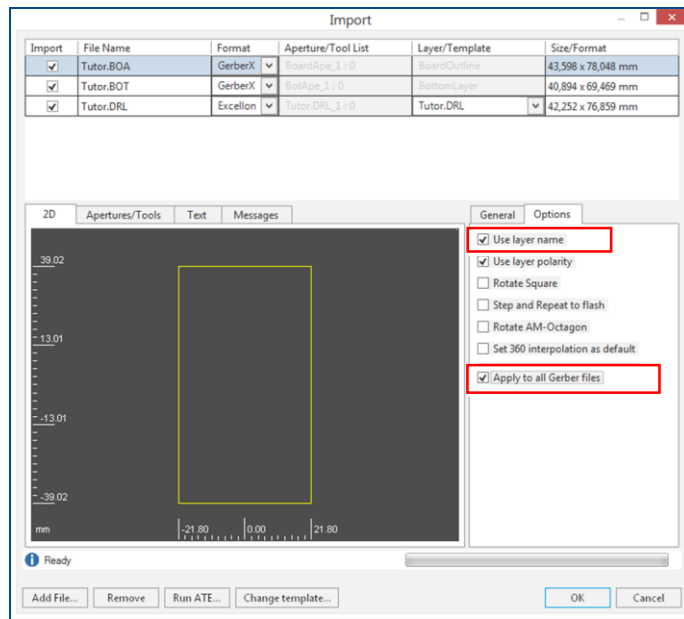 Import
Import File Name Format Aperture/Tool List Layer/Template Size/Format
Tutor.BOA GerberX BoardApe_1 : 0 BoardOutline 43,598 x 78,048 mm
Tutor.BOT GerberX BotApe_1 : 0 BottomLayer 40,894 x 69,469 mm
Tutor.DRL Excellon Tutor.DRL_1 : 0 Tutor.DRL 42,252 x 76,859 mm
2D Apertures/Tools Text Messages General Options
Use layer name
Use layer polarity
Rotate Square
Step and Repeat to flash
Rotate AM-Octagon
Set 360 interpolation as default
Apply to all Gerber files
39.02
13.01
-13.01
-39.02
mm -21.80 0.00 21.80
Ready
Add File... Remove Run ATE... Change template... OK Cancel